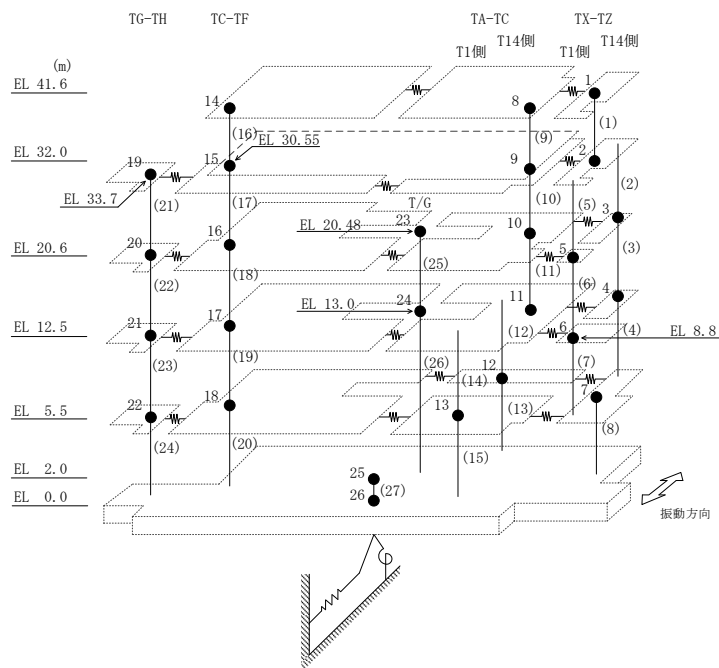 TG-TH TC-TF TA-TC TX-TZ
T1側 T14側 T1側 T14側
(m)
EL 41.6
1
14 8
(1)
(16) (9)
EL 30.55
EL 32.0
19 15 9 2
(2)
EL 33.7
(21) (17) (10)
T/G
(5) 3
EL 20.48 23
16 10
(3)
EL 20.6
20 5
(25) (11)
(22) (18) (6)
EL 13.0 24 4
11
EL 12.5
21 17 (12) 6 (4) EL 8.8
(23) (19)
(26) 12 (7)
(14)
EL 5.5
22 18 13 (13) 7
(8)
(24) (20) (15)
EL 2.0
25
(27)
EL 0.0
26
振動方向